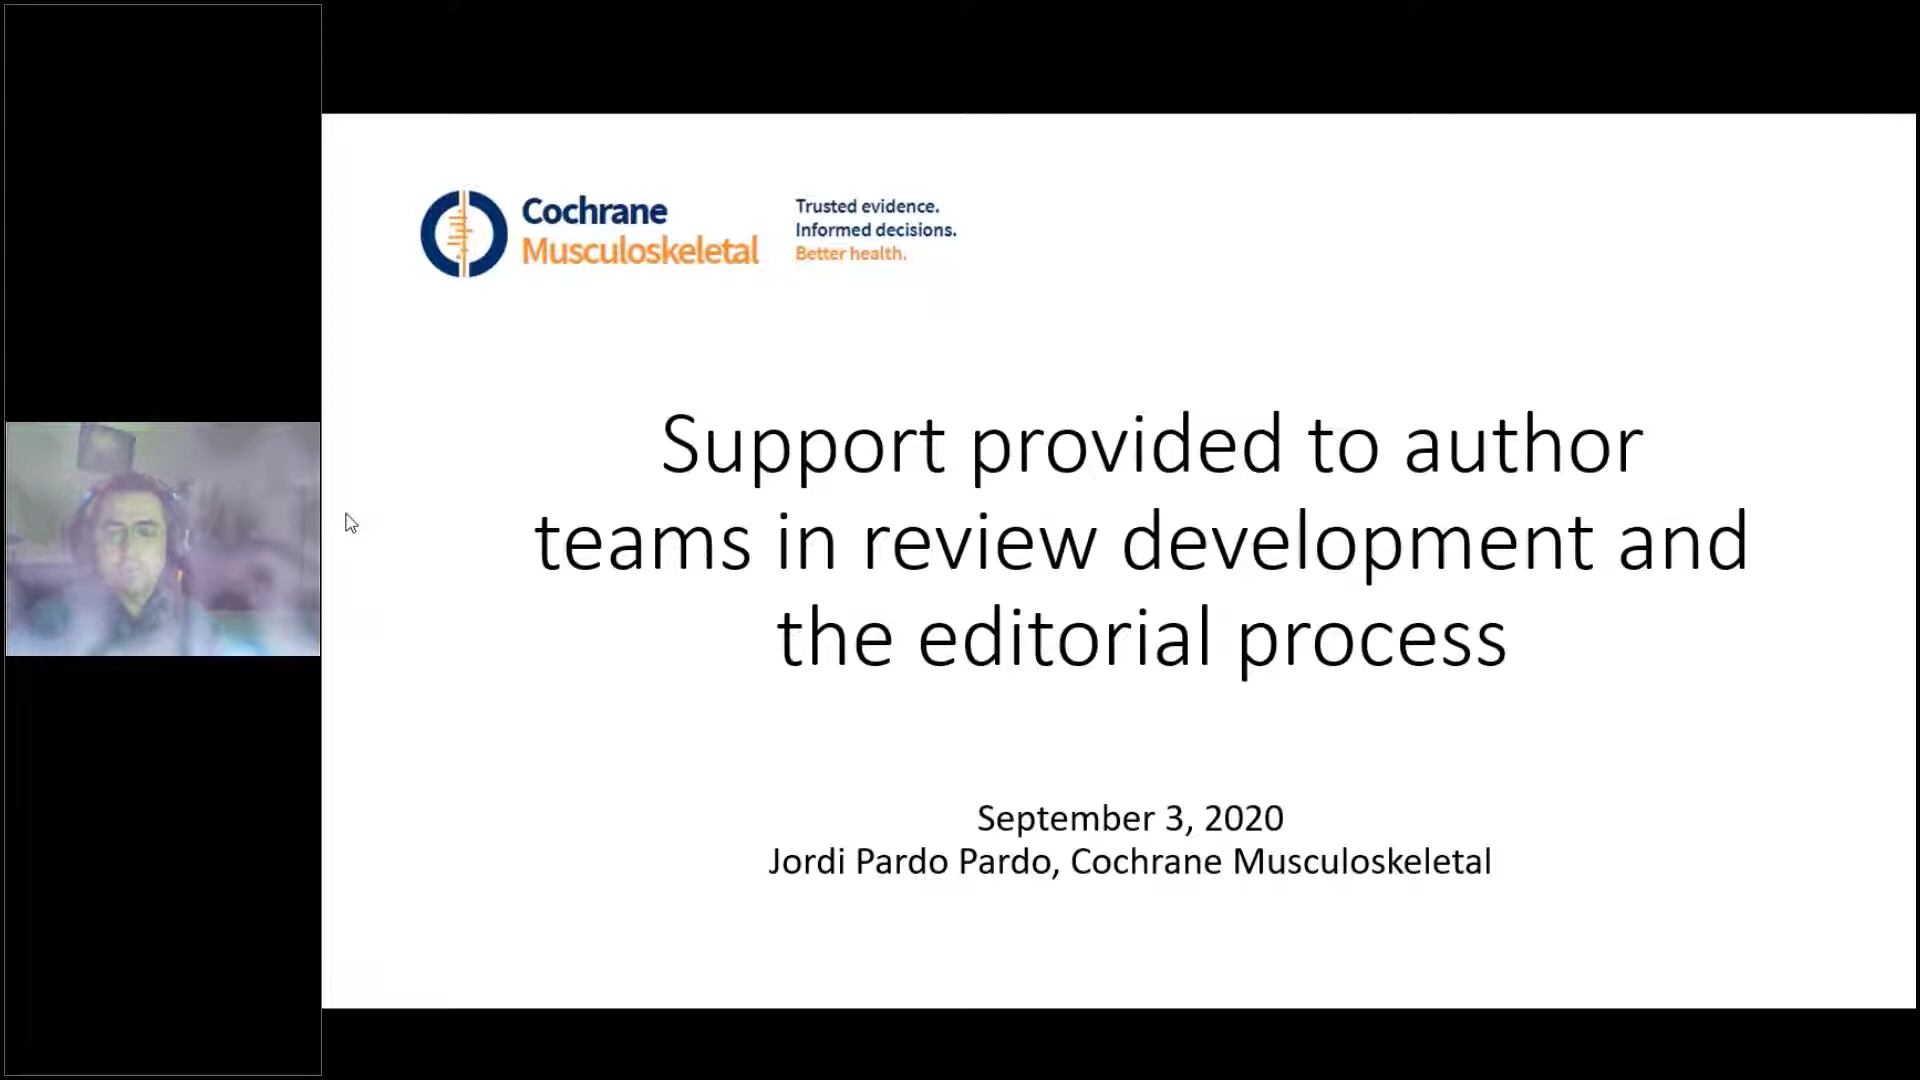 Cochrane
Musculoskeletal
Trusted evidence.
Informed decisions.
Better health.
Support provided to author
teams in review development and
the editorial process
September 3, 2020
Jordi Pardo Pardo, Cochrane Musculoskeletal